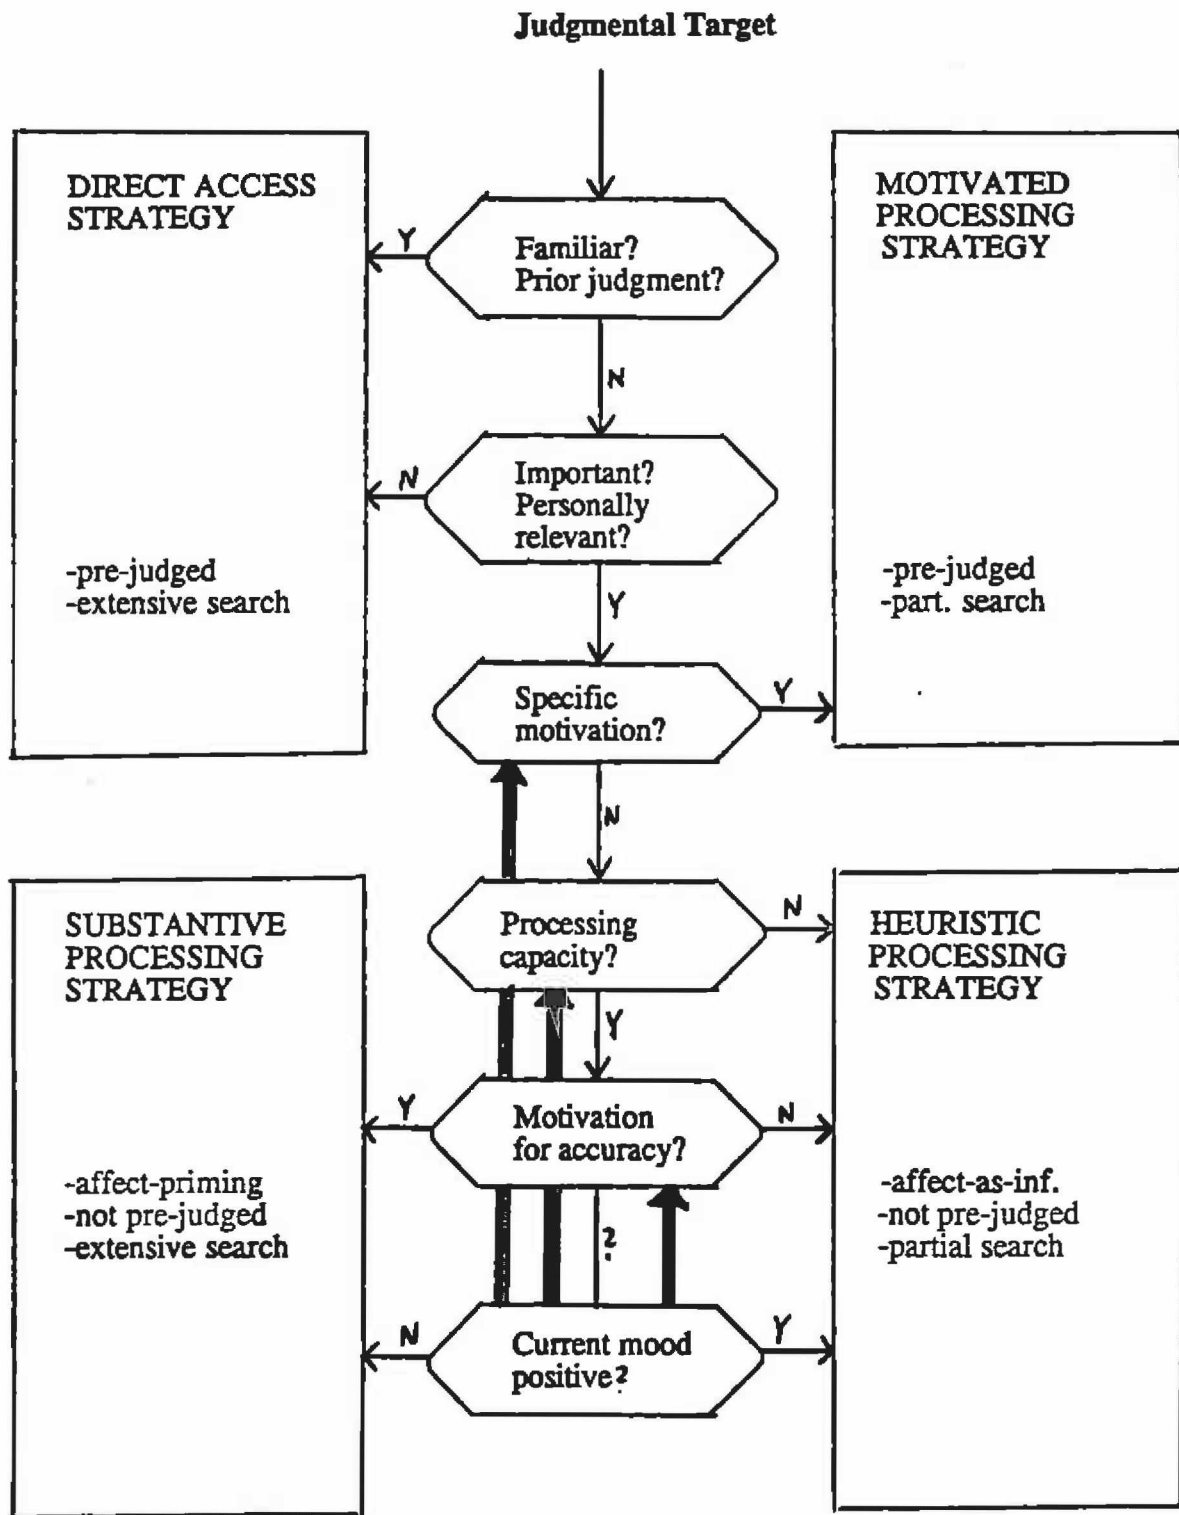 Judgmental Target
DIRECT ACCESS
STRATEGY
-pre-judged
-extensive search
MOTIVATED
PROCESSING
STRATEGY
-pre-judged
-part. search
Y
Familiar?
Prior judgment?
N
N
Important?
Personally
relevant?
Y
Specific
motivation?
Y
N
SUBSTANTIVE
PROCESSING
STRATEGY
-affect-priming
-not pre-judged
-extensive search
HEURISTIC
PROCESSING
STRATEGY
-affect-as-inf.
-not pre-judged
-partial search
Processing
capacity?
N
Y
Y
Motivation
for accuracy?
N
?
N
Current mood
positive?
Y